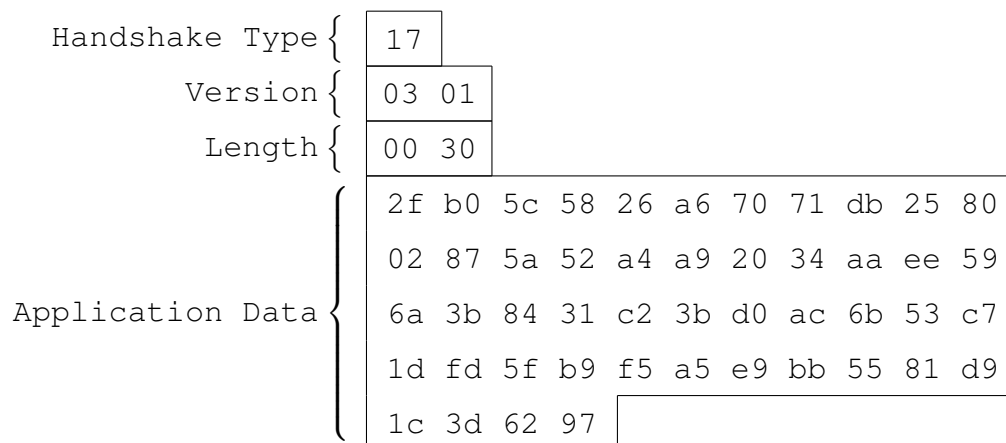 Handshake Type 17
Version 03 01
Length 00 30
2f b0 5c 58 26 a6 70 71 db 25 80
02 87 5a 52 a4 a9 20 34 aa ee 59
Application Data 6a 3b 84 31 c2 3b d0 ac 6b 53 c7
1d fd 5f b9 f5 a5 e9 bb 55 81 d9
1c 3d 62 97